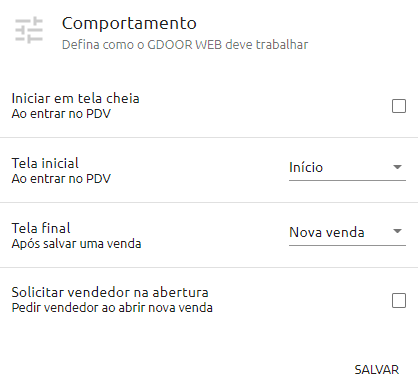 Comportamento
Defina como o GDOOR WEB deve trabalhar
Iniciar em tela cheia
Ao entrar no PDV
Tela inicial
Ao entrar no PDV
Início
Tela final
Após salvar uma venda
Nova venda
Solicitar vendedor na abertura
Pedir vendedor ao abrir nova venda
SALVAR